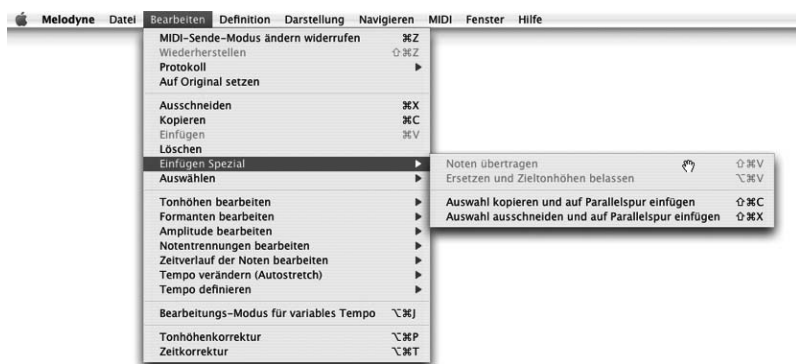 Melodyne Datei Bearbeiten Definition Darstellung Navigieren MIDI Fenster Hilfe
MIDI-Sende-Modus ändern widerrufen ⌘Z
Wiederherstellen ⇧⌘Z
Protokoll
Auf Original setzen
Ausschneiden ⌘X
Kopieren ⌘C
Einfügen ⌘V
Löschen
Einfügen Spezial
Auswählen
Noten übertragen ⇧⌘V
Ersetzen und Zieltonhöhen belassen ⌥⌘V
Auswahl kopieren und auf Parallelspur einfügen ⇧⌘C
Auswahl ausschneiden und auf Parallelspur einfügen ⇧⌘X
Tonhöhen bearbeiten
Formanten bearbeiten
Amplitude bearbeiten
Notentrennungen bearbeiten
Zeitverlauf der Noten bearbeiten
Tempo verändern (Autostretch)
Tempo definieren
Bearbeitungs-Modus für variables Tempo ⌥⌘J
Tonhöhenkorrektur ⌥⌘P
Zeitkorrektur ⌥⌘T